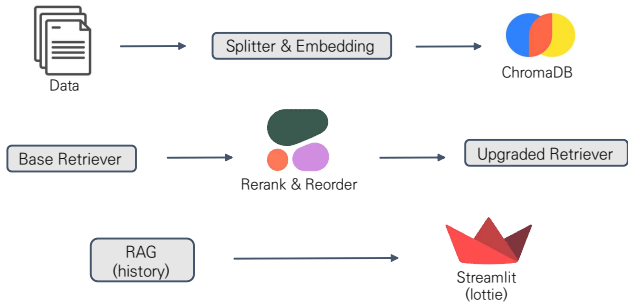 Data
Splitter & Embedding
ChromaDB
Base Retriever
Rerank & Reorder
Upgraded Retriever
RAG
(history)
Streamlit
(lottie)